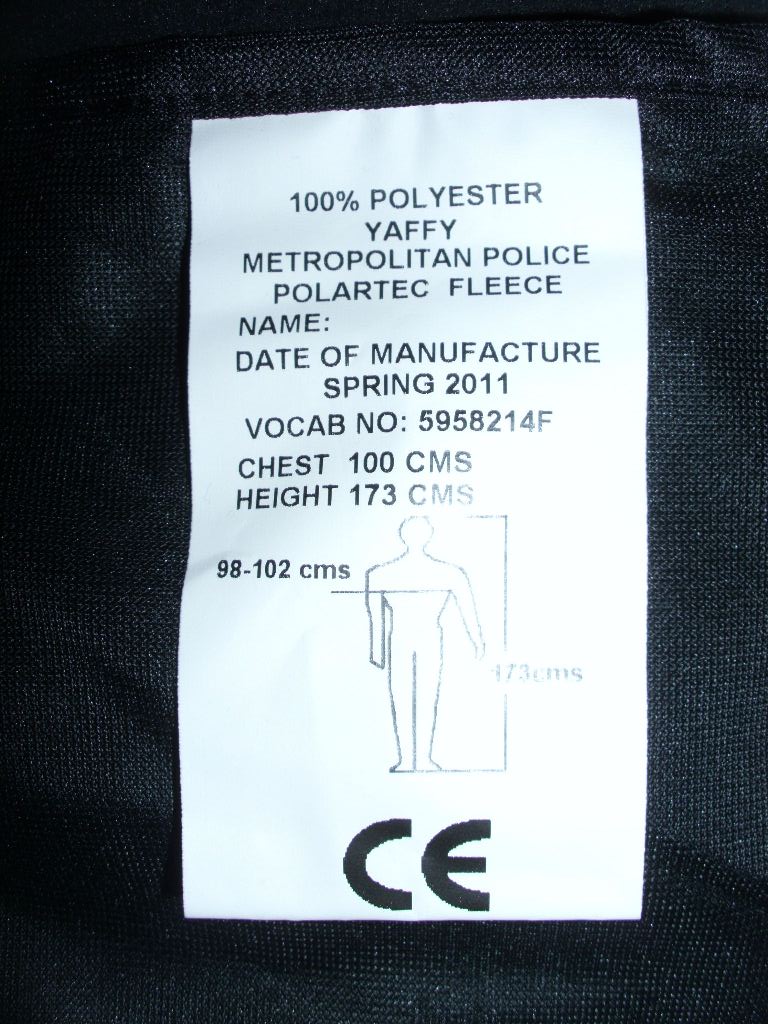 100% POLYESTER
YAFFY
METROPOLITAN POLICE
POLARTEC FLEECE
NAME:
DATE OF MANUFACTURE
SPRING 2011
VOCAB NO: 5958214F
CHEST 100 CMS
HEIGHT 173 CMS
98-102 cms
173cms
CE